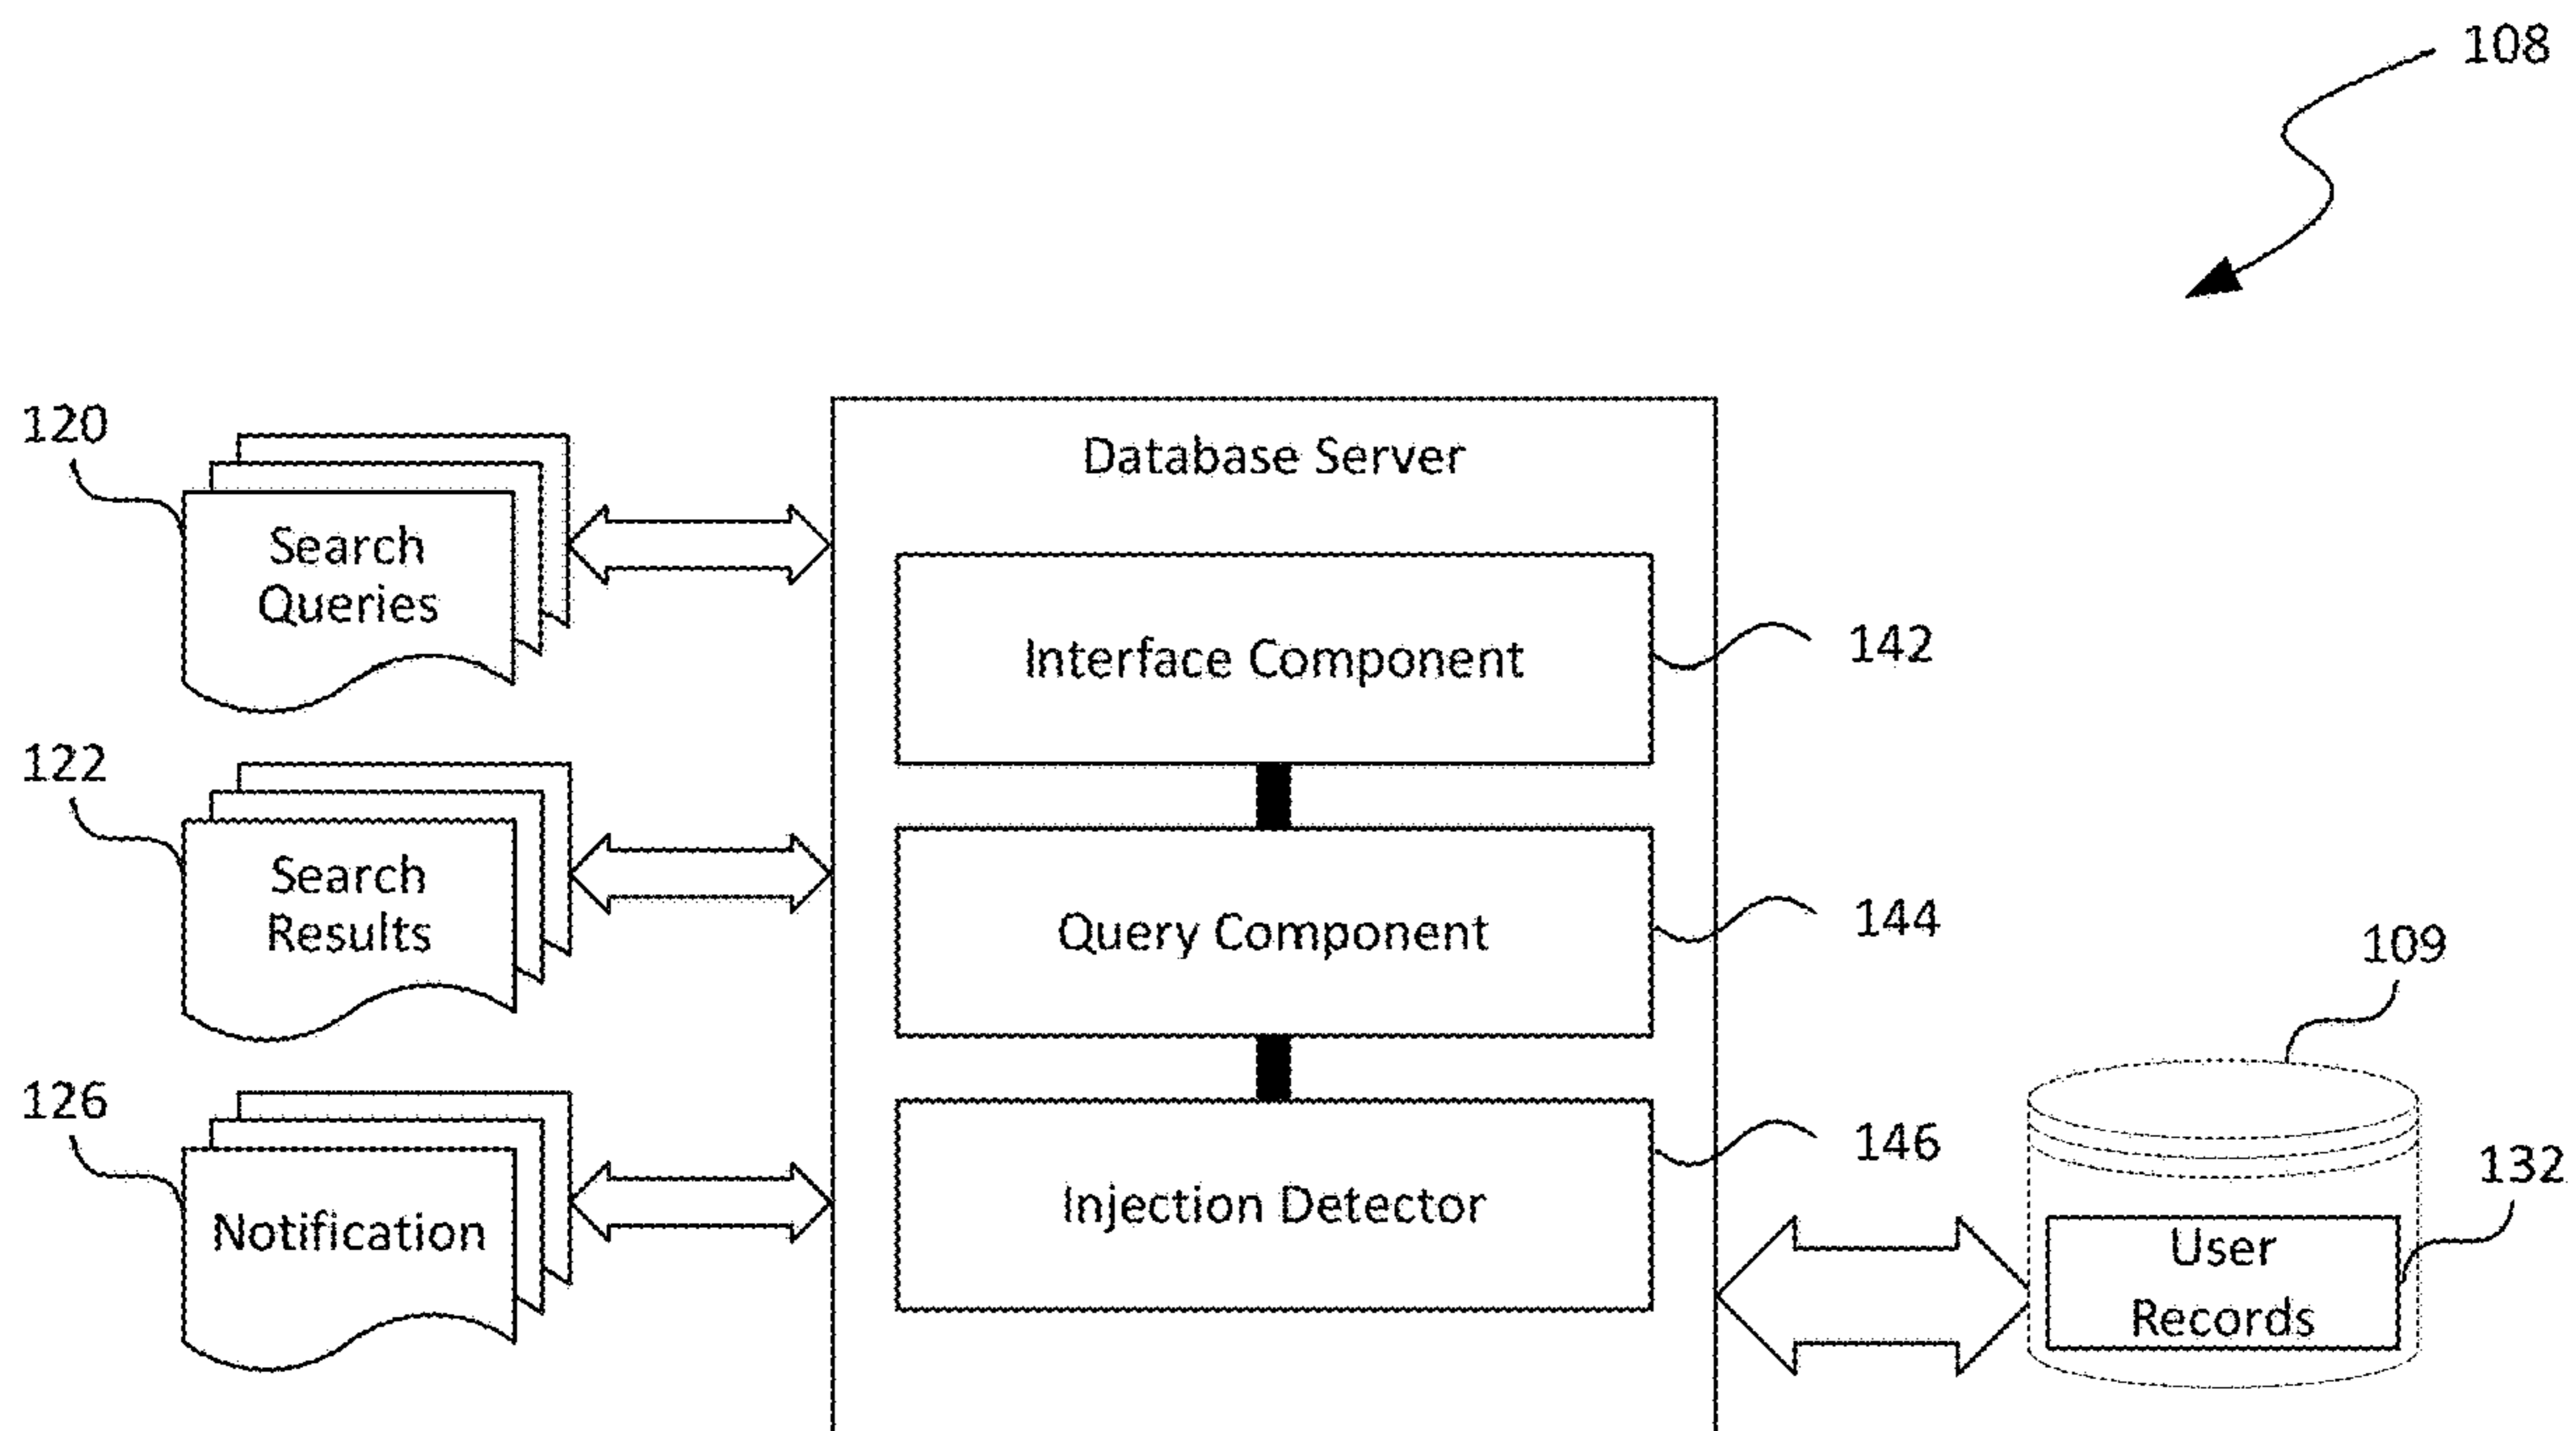 108
120
Search
Queries
Database Server
Interface Component
142
122
Search
Results
Query Component
144
109
126
Notification
Injection Detector
146
132
User
Records